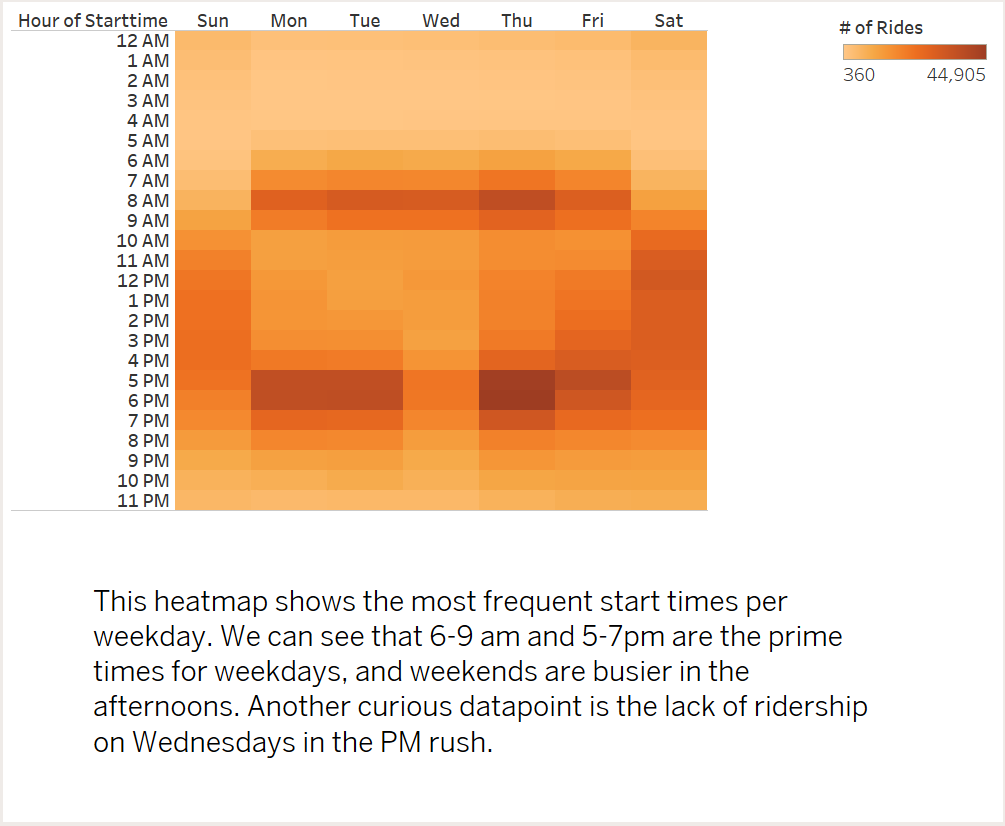 Hour of Starttime Sun Mon Tue Wed Thu Fri Sat
# of Rides
360 44,905
12 AM
1 AM
2 AM
3 AM
4 AM
5 AM
6 AM
7 AM
8 AM
9 AM
10 AM
11 AM
12 PM
1 PM
2 PM
3 PM
4 PM
5 PM
6 PM
7 PM
8 PM
9 PM
10 PM
11 PM
This heatmap shows the most frequent start times per
weekday. We can see that 6-9 am and 5-7pm are the prime
times for weekdays, and weekends are busier in the
afternoons. Another curious datapoint is the lack of ridership
on Wednesdays in the PM rush.